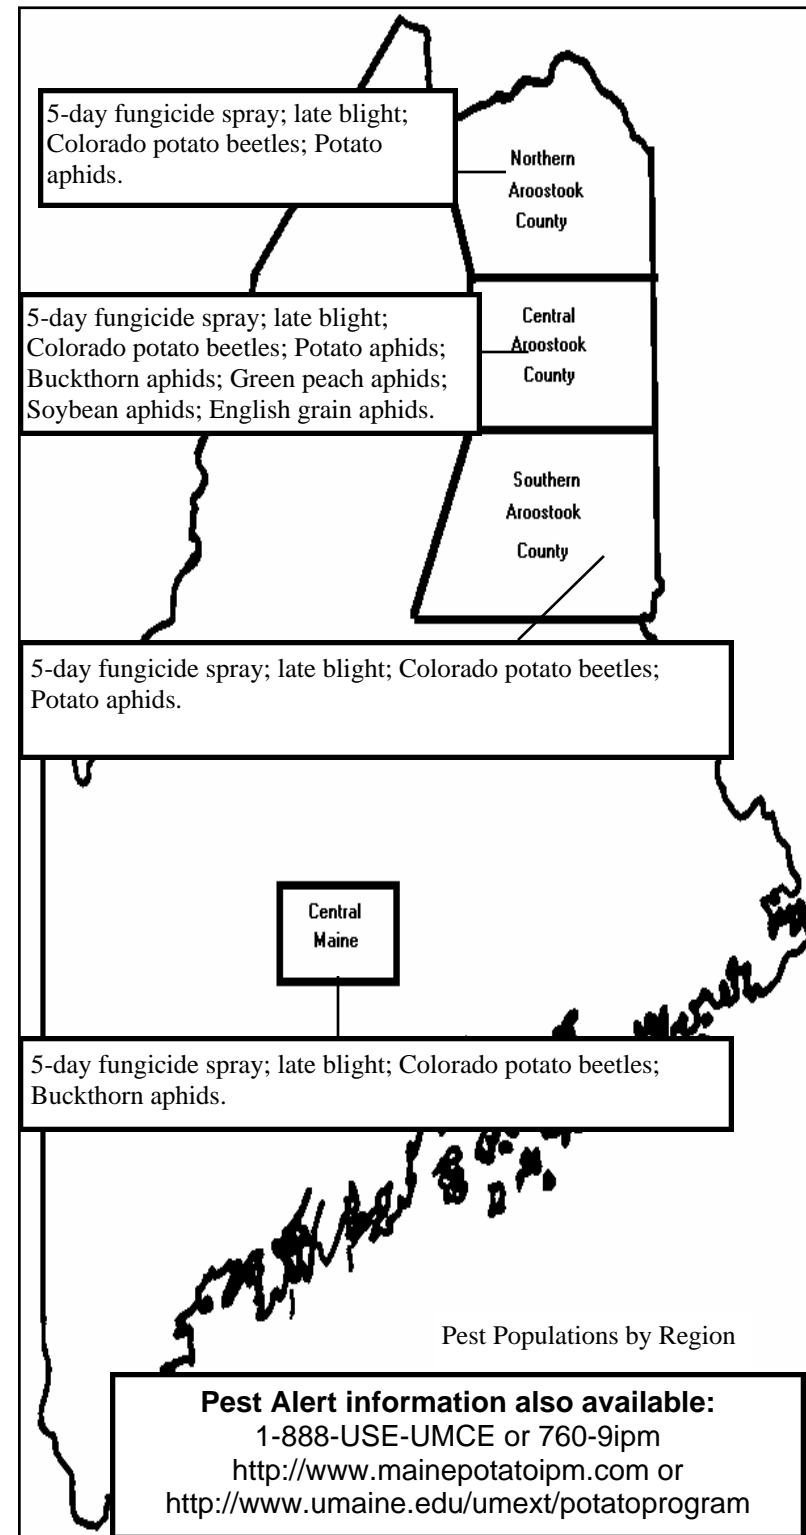 5-day fungicide spray; late blight;
Colorado potato beetles; Potato
aphids.
Northern
Aroostook
County
5-day fungicide spray; late blight;
Colorado potato beetles; Potato aphids;
Buckthorn aphids; Green peach aphids;
Soybean aphids; English grain aphids.
Central
Aroostook
County
Southern
Aroostook
County
5-day fungicide spray; late blight; Colorado potato beetles;
Potato aphids.
Central
Maine
5-day fungicide spray; late blight; Colorado potato beetles;
Buckthorn aphids.
Pest Populations by Region
Pest Alert information also available:
1-888-USE-UMCE or 760-9ipm
http://www.mainepotatoipm.com or
http://www.umaine.edu/umext/potatoprogram